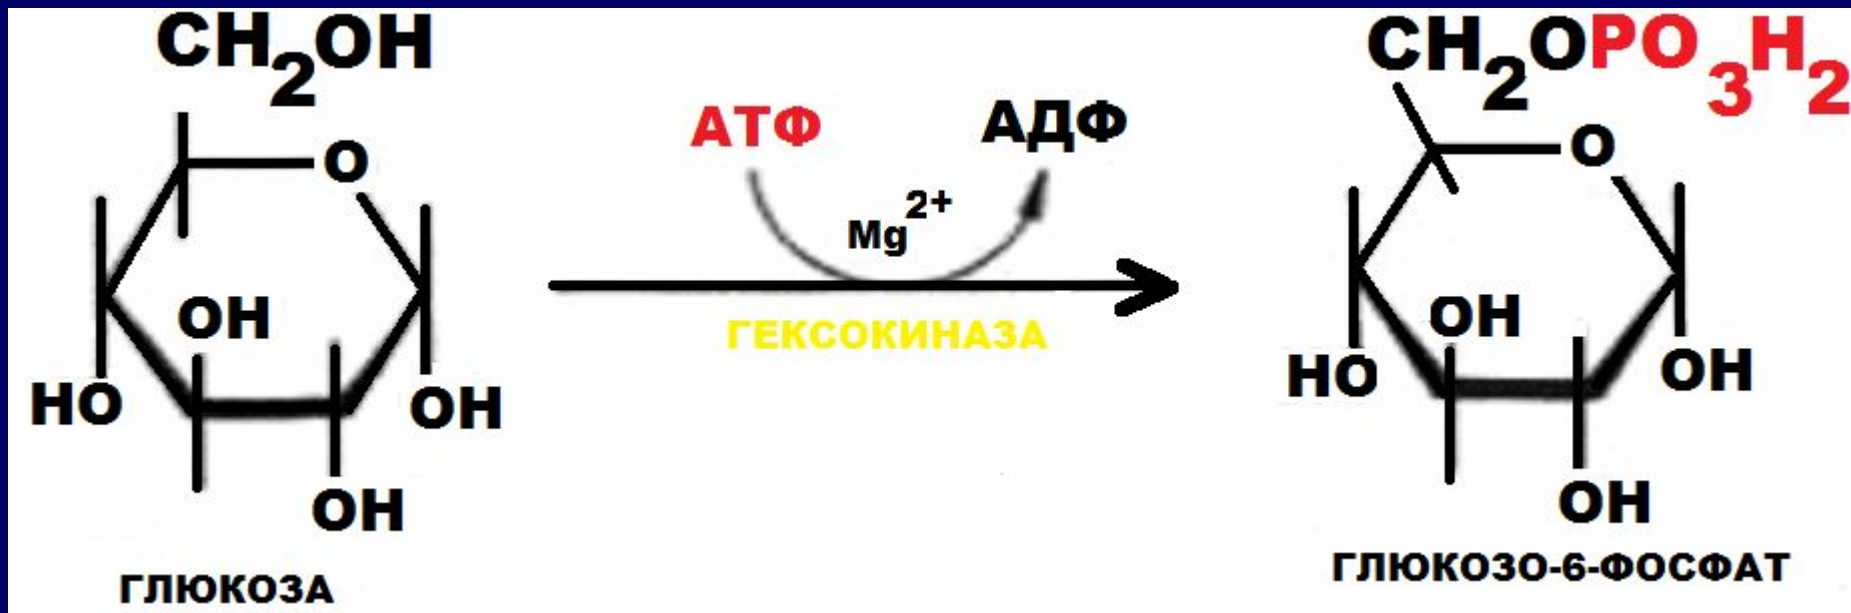 CH2OH
O
OH
HO
OH
OH
ГЛЮКОЗА
АТФ
АДФ
Mg2+
ГЕКСОКИНАЗА
CH2OPO3H2
O
OH
HO
OH
OH
ГЛЮКОЗО-6-ФОСФАТ